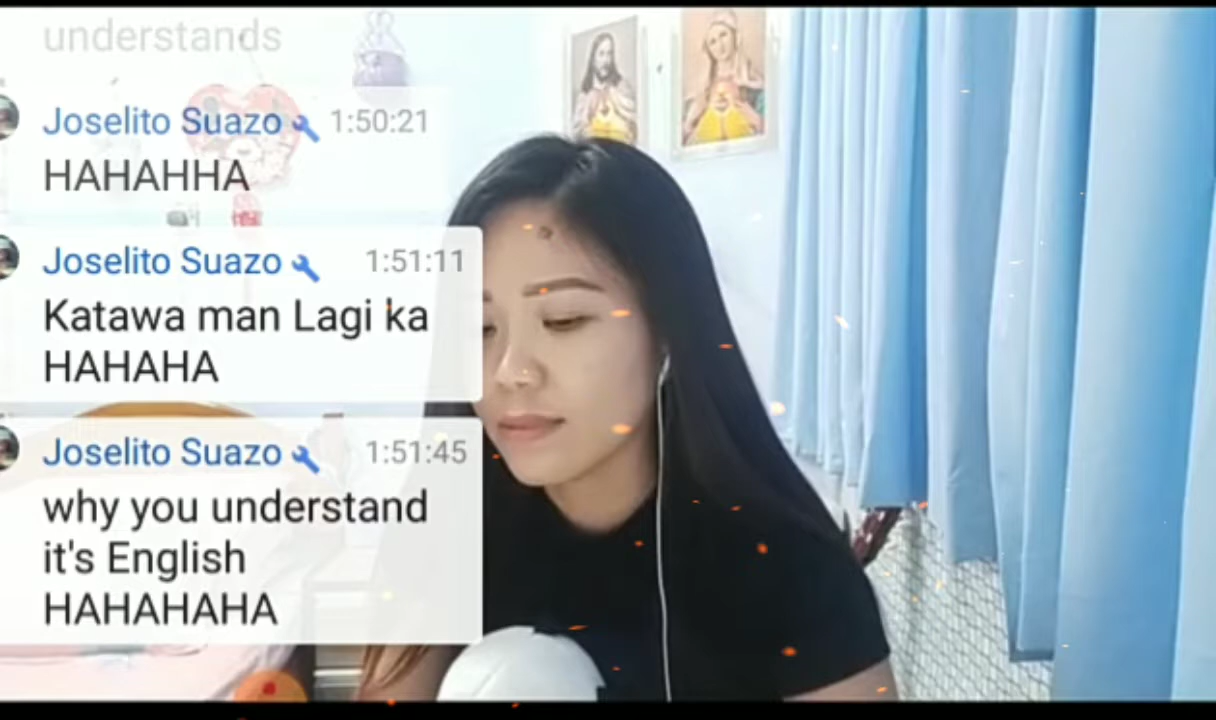 understands
Joselito Suazo 1:50:21
HAHAHHA
Joselito Suazo 1:51:11
Katawa man Lagi ka
HAHAHA
Joselito Suazo 1:51:45
why you understand
it's English
HAHAHAHA